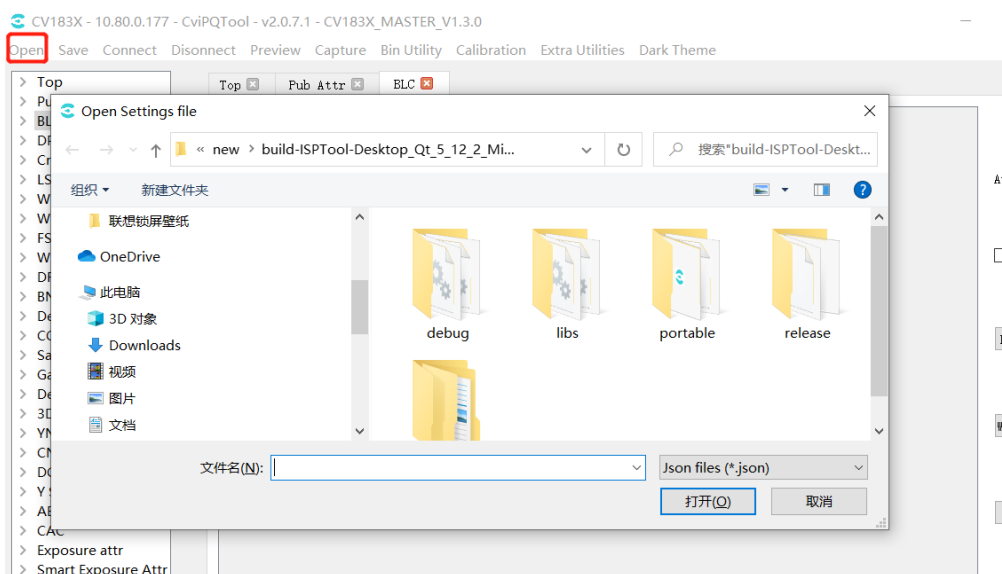 CV183X - 10.80.0.177 - CviPQTool - v2.0.7.1 - CV183X_MASTER_V1.3.0
Open Save Connect Disonnect Preview Capture Bin Utility Calibration Extra Utilities Dark Theme
Top
Top Pub Attr BLC
Open Settings file
« new > build-ISPTool-Desktop_Qt_5_12_2_Mi...
搜索"build-ISPTool-Deskt...
组织 新建文件夹
联想锁屏壁纸
OneDrive
此电脑
3D 对象
Downloads
视频
图片
文档
debug libs portable release
文件名(N):
Json files (*.json)
打开(O) 取消
CAC
Exposure attr
Smart Exposure Attr